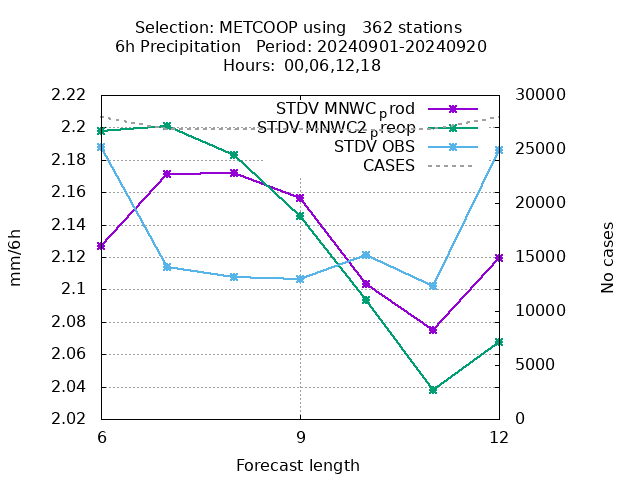 Selection: METCOOP using   362 stations
6h Precipitation   Period: 20240901-20240920
Hours: 00,06,12,18
2.22
2.2
2.18
2.16
2.14
2.12
2.1
2.08
2.06
2.04
2.02
mm/6h
STDV MNWC_prod
STDV MNWC2_preop
STDV OBS
CASES
30000
25000
20000
15000
10000
5000
0
No cases
6
9
12
Forecast length